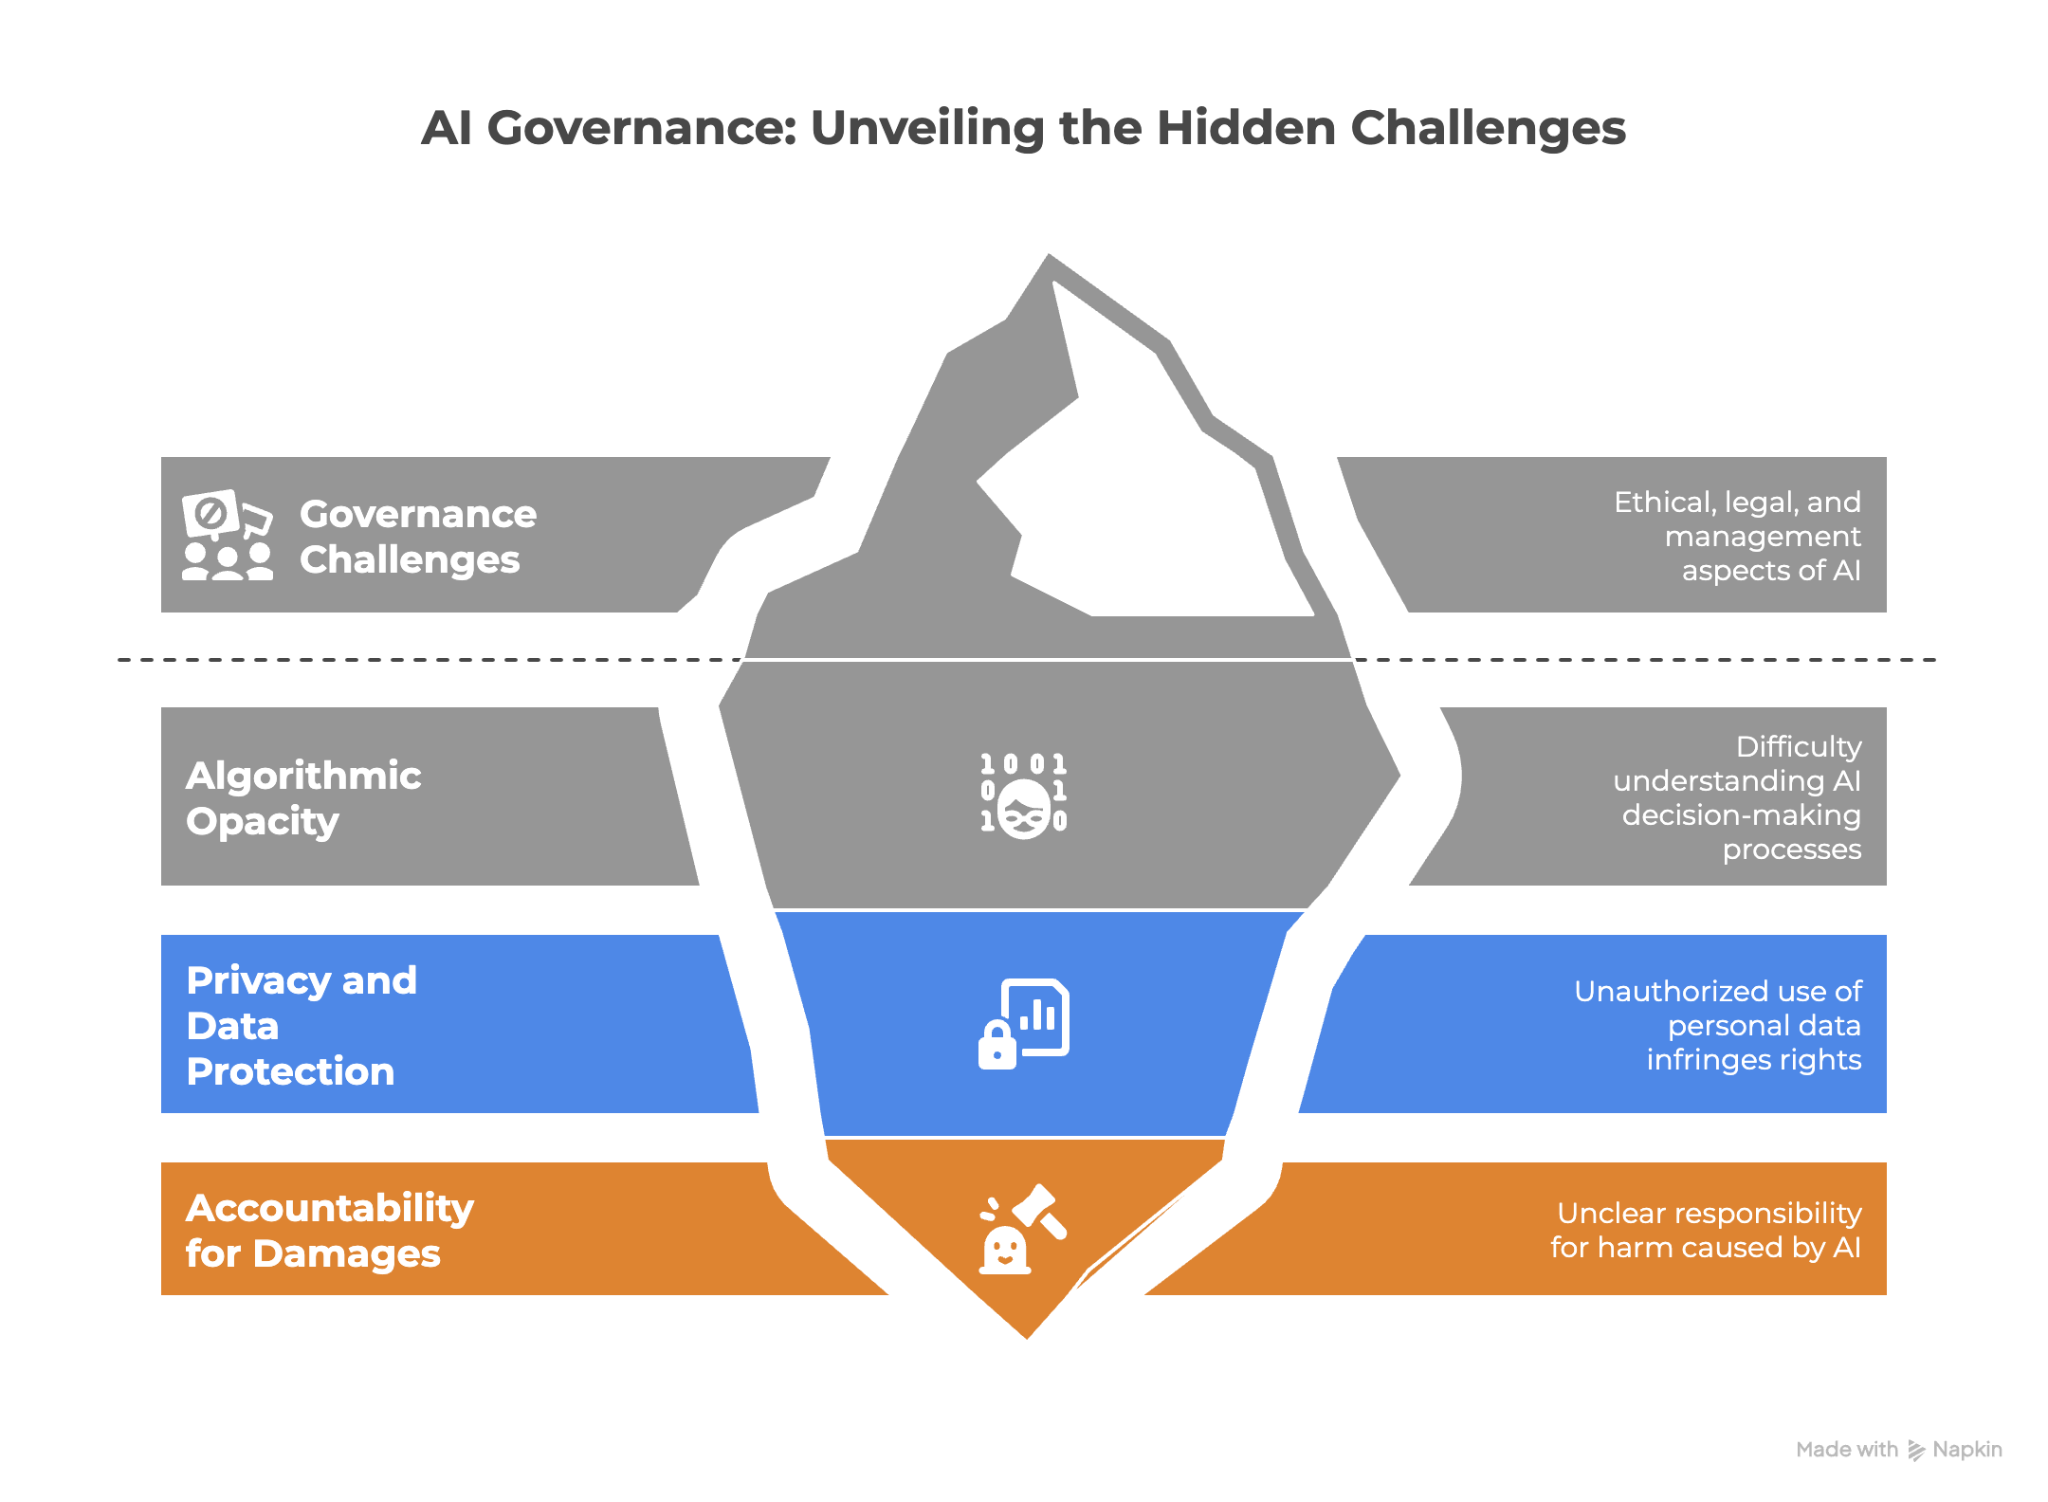 AI Governance: Unveiling the Hidden Challenges
Governance
Challenges
Ethical, legal, and
management
aspects of AI
Algorithmic
Opacity
1 0 0 1
0 1
1 0
Difficulty
understanding AI
decision-making
processes
Privacy and
Data
Protection
Unauthorized use of
personal data
infringes rights
Accountability
for Damages
Unclear responsibility
for harm caused by AI
Made with Napkin